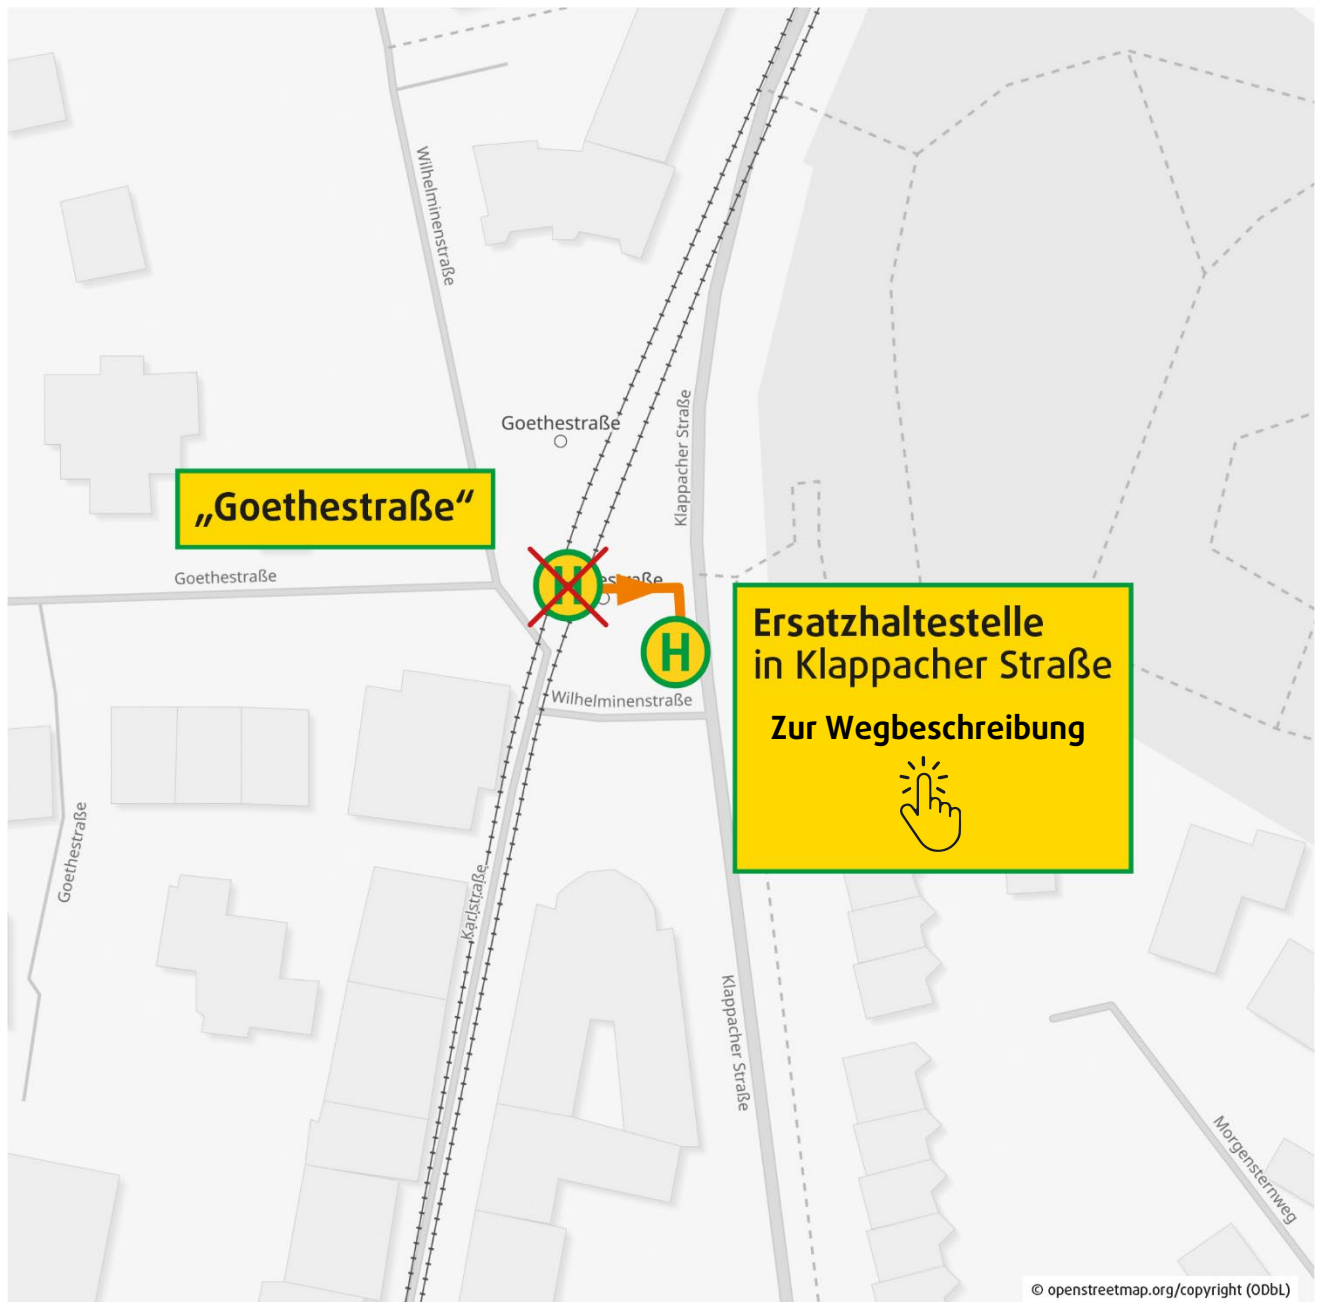 Wilhelminenstraße
Goethestraße
Klappacher Straße
„Goethestraße“
Goethestraße
H
estraße
H
Ersatzhaltestelle
in Klappacher Straße
Zur Wegbeschreibung
Wilhelminenstraße
Goethestraße
Karlstraße
Klappacher Straße
Morgensternweg
© openstreetmap.org/copyright (ODbL)